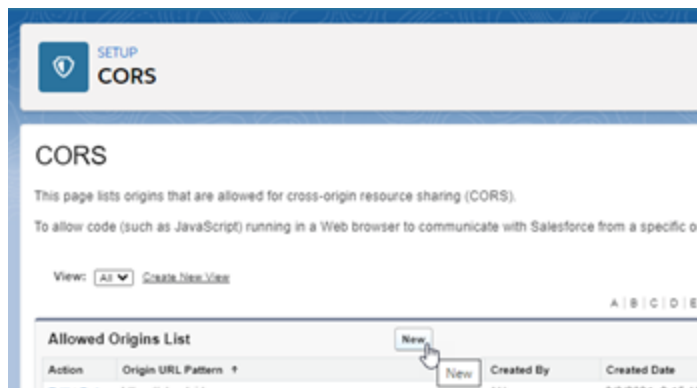 SETUP
CORS
CORS
This page lists origins that are allowed for cross-origin resource sharing (CORS).
To allow code (such as JavaScript) running in a Web browser to communicate with Salesforce from a specific o
View: All Create New View
A | B | C | D | E
Allowed Origins List New
New
Action Origin URL Pattern ↑ Created By Created Date